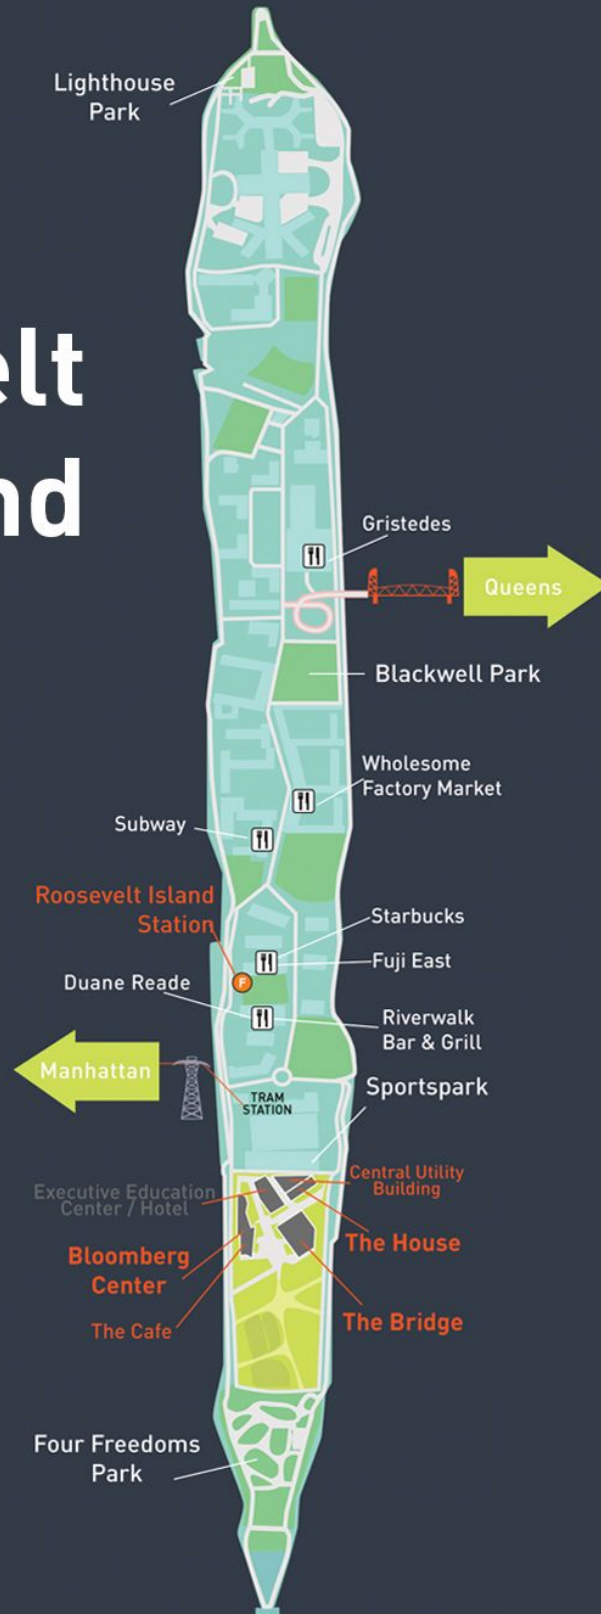 Lighthouse
Park
elt
nd
Gristedes
Queens
Blackwell Park
Wholesome
Factory Market
Subway
Roosevelt Island
Station
Starbucks
F
Fuji East
Duane Reade
Riverwalk
Bar & Grill
Manhattan
Sportspark
TRAM
STATION
Central Utility
Building
Executive Education
Center / Hotel
The House
Bloomberg
Center
The Bridge
The Cafe
Four Freedoms
Park